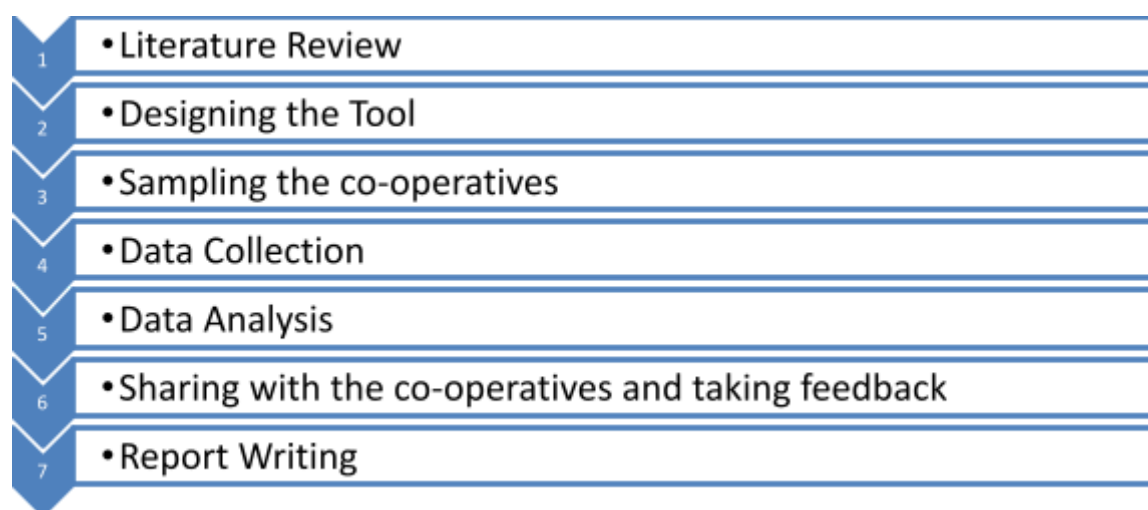 1 •Literature Review
2 •Designing the Tool
3 •Sampling the co-operatives
4 •Data Collection
5 •Data Analysis
6 •Sharing with the co-operatives and taking feedback
7 •Report Writing